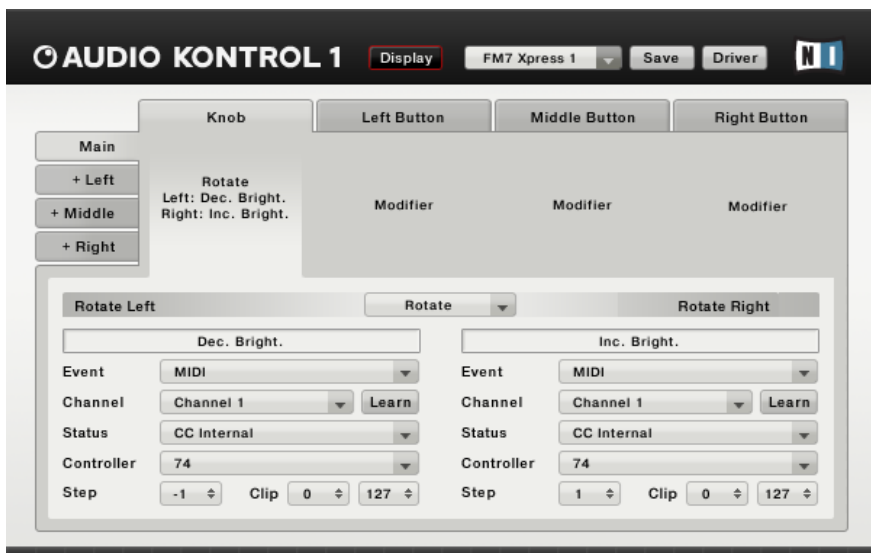 AUDIO KONTROL 1 Display FM7 Xpress 1 Save Driver N I
Knob Left Button Middle Button Right Button
Main
+ Left
+ Middle
+ Right
Rotate
Left: Dec. Bright.
Right: Inc. Bright.
Modifier Modifier Modifier
Rotate Left Rotate Rotate Right
Dec. Bright. Inc. Bright.
Event MIDI Event MIDI
Channel Channel 1 Learn Channel Channel 1 Learn
Status CC Internal Status CC Internal
Controller 74 Controller 74
Step -1 Clip 0 127 Step 1 Clip 0 127